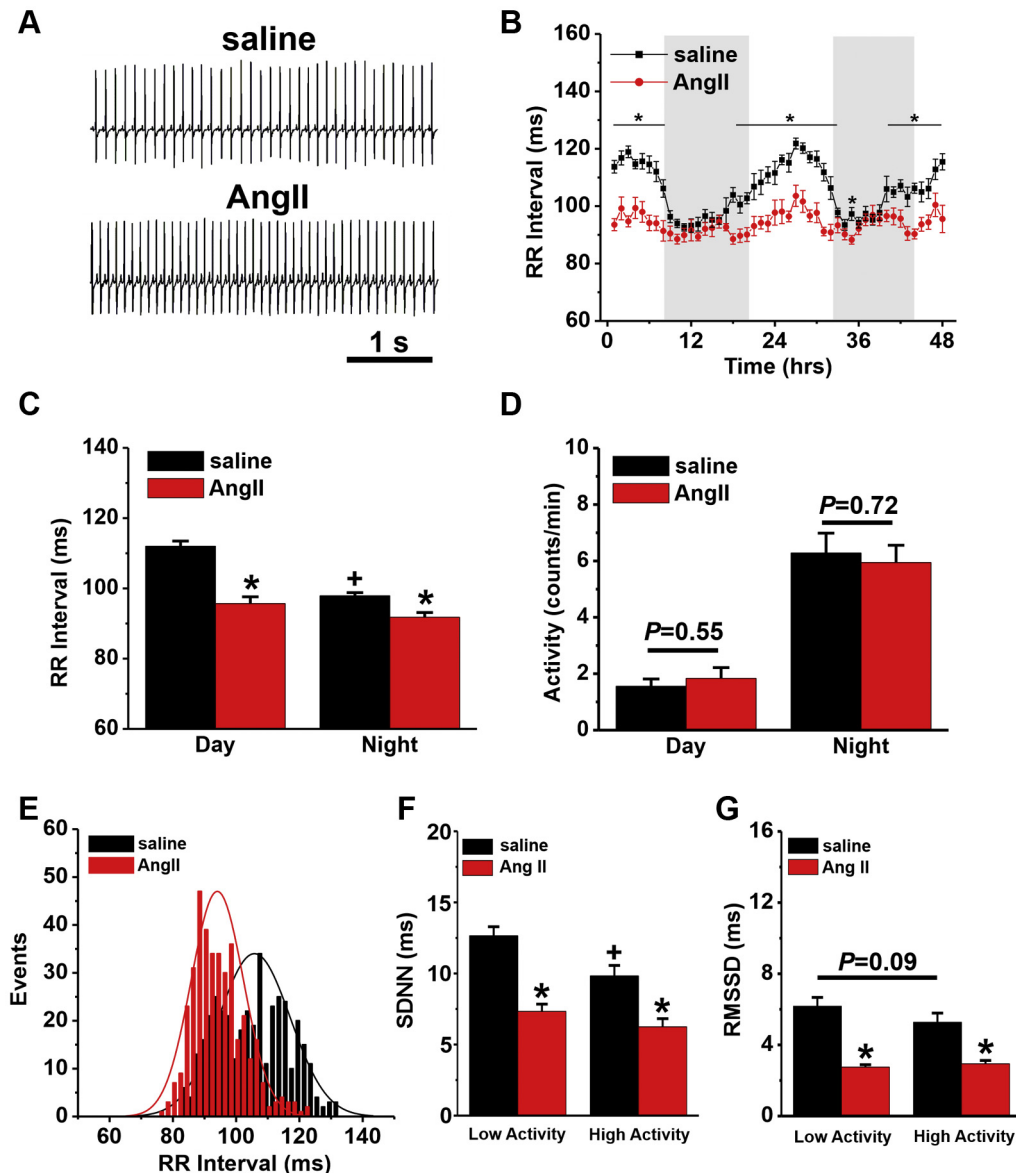 A
saline
AngII
1 s
B
160
140
120
100
80
60
RR Interval (ms)
saline
AngII
*
*
*
*
0
12
24
36
48
Time (hrs)
C
140
120
100
80
60
RR Interval (ms)
saline
AngII
*
+
*
Day
Night
D
10
8
6
4
2
0
Activity (counts/min)
saline
AngII
P=0.55
P=0.72
Day
Night
E
60
50
40
30
20
10
0
Events
saline
AngII
60
80
100
120
140
RR Interval (ms)
F
20
15
10
5
0
SDNN (ms)
saline
Ang II
*
+
*
Low Activity
High Activity
G
16
12
8
4
0
RMSSD (ms)
saline
Ang II
P=0.09
*
*
Low Activity
High Activity